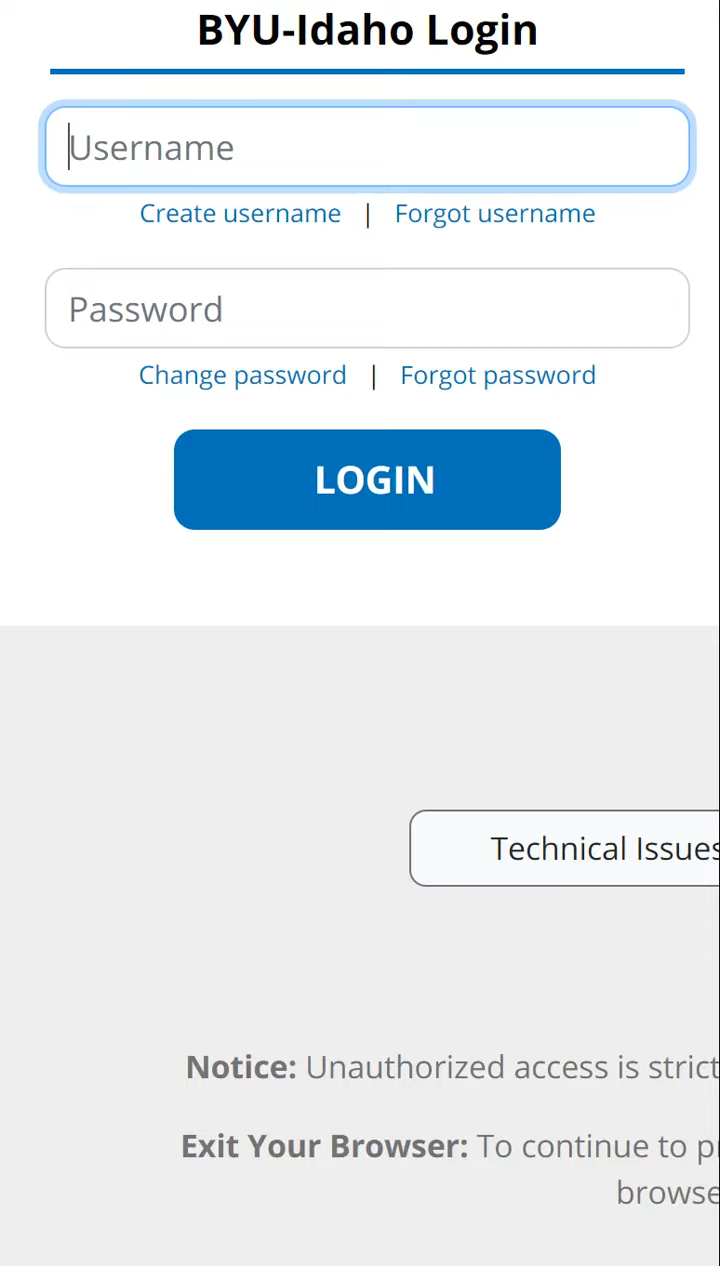 BYU-Idaho Login
Username
Create username | Forgot username
Password
Change password | Forgot password
LOGIN
Technical Issues
Notice: Unauthorized access is strict
Exit Your Browser: To continue to p
browse